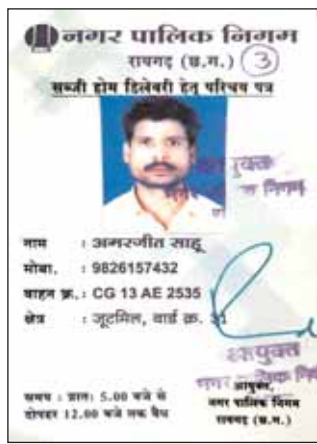 नगर पालिक निगम
रायगढ़ (छ.ग.) 3
सब्जी होम डिलेवरी हेतु परिचय पत्र
नाम : अमरजीत साहू
मोबा. : 9826157432
वाहन क्र. : CG 13 AE 2535
क्षेत्र : जूटमिल, वार्ड क्र. 31
समय : प्रातः 5.00 बजे से
दोपहर 12.00 बजे तक वैध
आयुक्त
नगर पालिक निगम
रायगढ़ (छ.ग.)